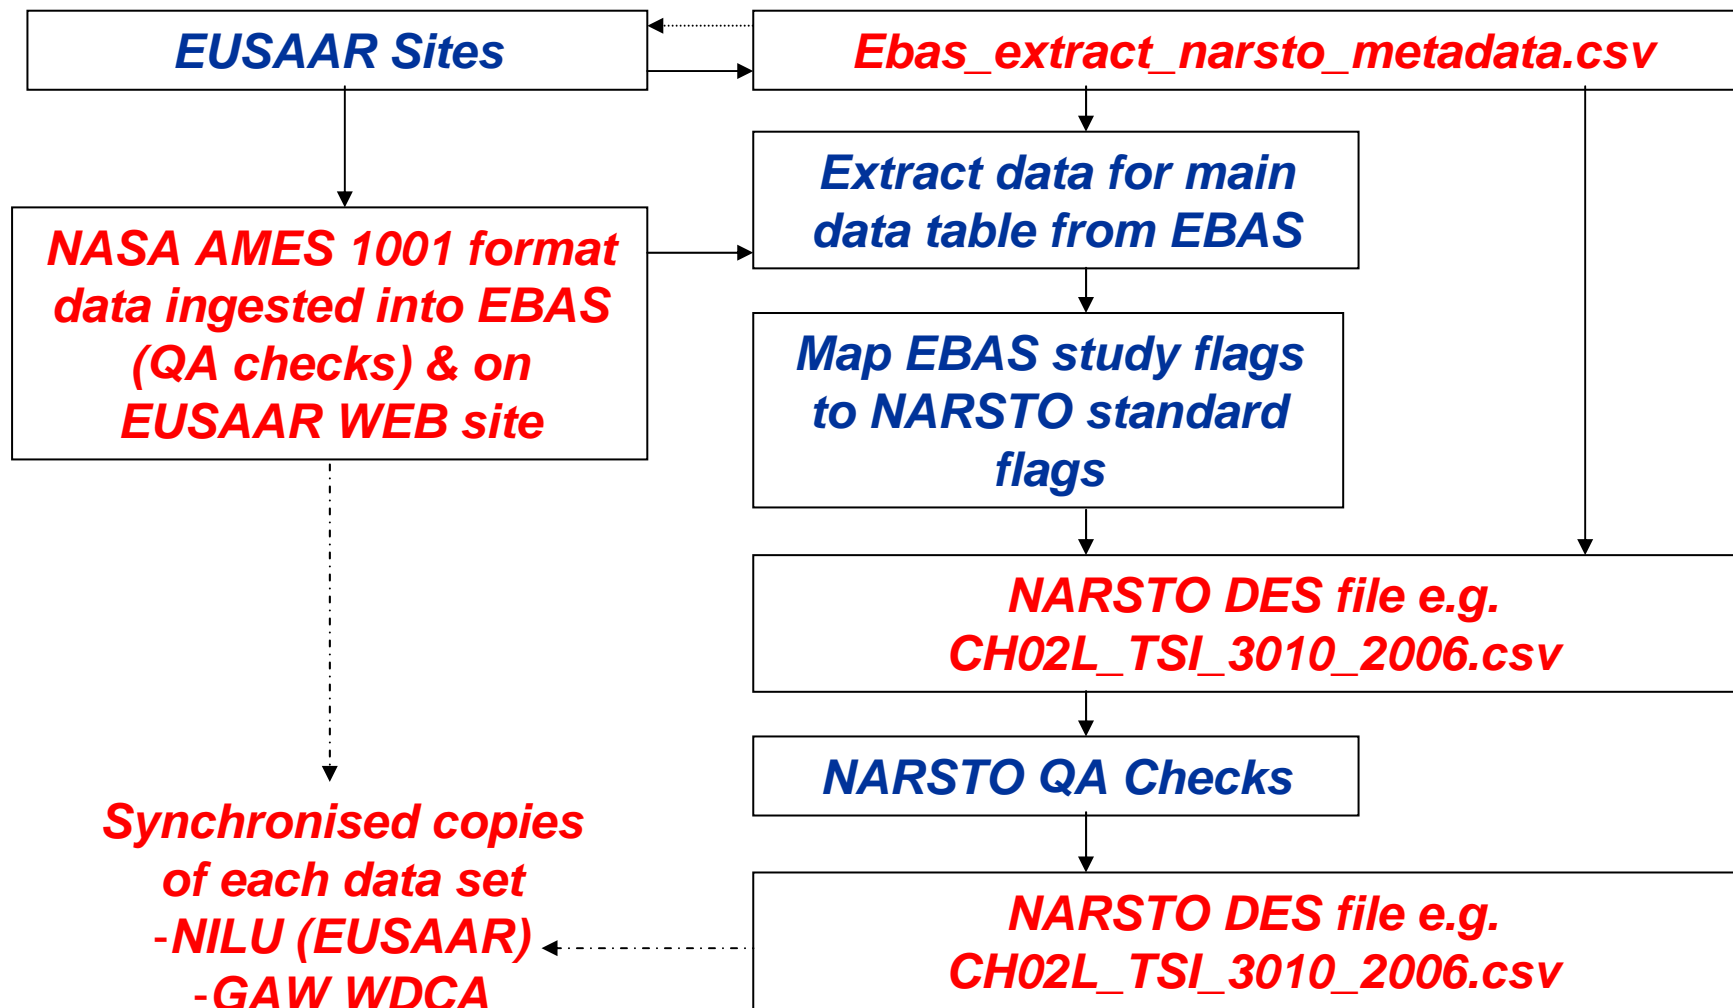 EUSAAR Sites
Ebas_extract_narsto_metadata.csv
Extract data for main
data table from EBAS
NASA AMES 1001 format
data ingested into EBAS
(QA checks) & on
EUSAAR WEB site
Map EBAS study flags
to NARSTO standard
flags
NARSTO DES file e.g.
CH02L_TSI_3010_2006.csv
NARSTO QA Checks
Synchronised copies
of each data set
-NILU (EUSAAR)
-GAW WDCA
NARSTO DES file e.g.
CH02L_TSI_3010_2006.csv